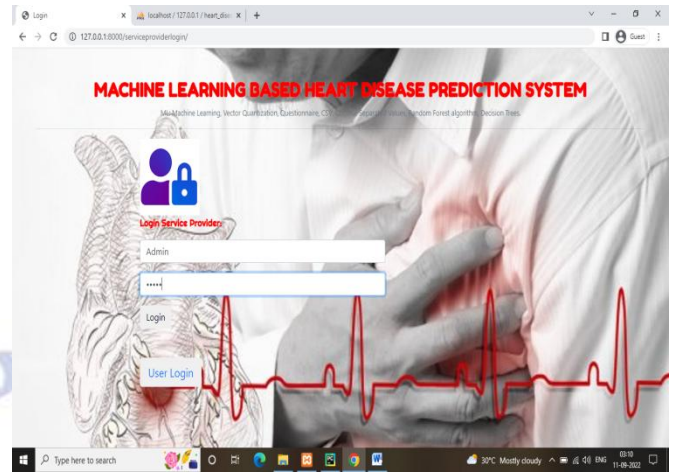 Login
localhost / 127.0.0.1 / heart_dise
127.0.0.1:8000/serviceproviderlogin/
Guest
MACHINE LEARNING BASED HEART DISEASE PREDICTION SYSTEM
Machine Learning, Vector Quantization, Questionnaire, Random Forest algorithm, Decision Trees.
Login Service Provider:
Admin
•••••
Login
User Login
Type here to search
30°C Mostly cloudy
ENG
03:10
11-09-2022